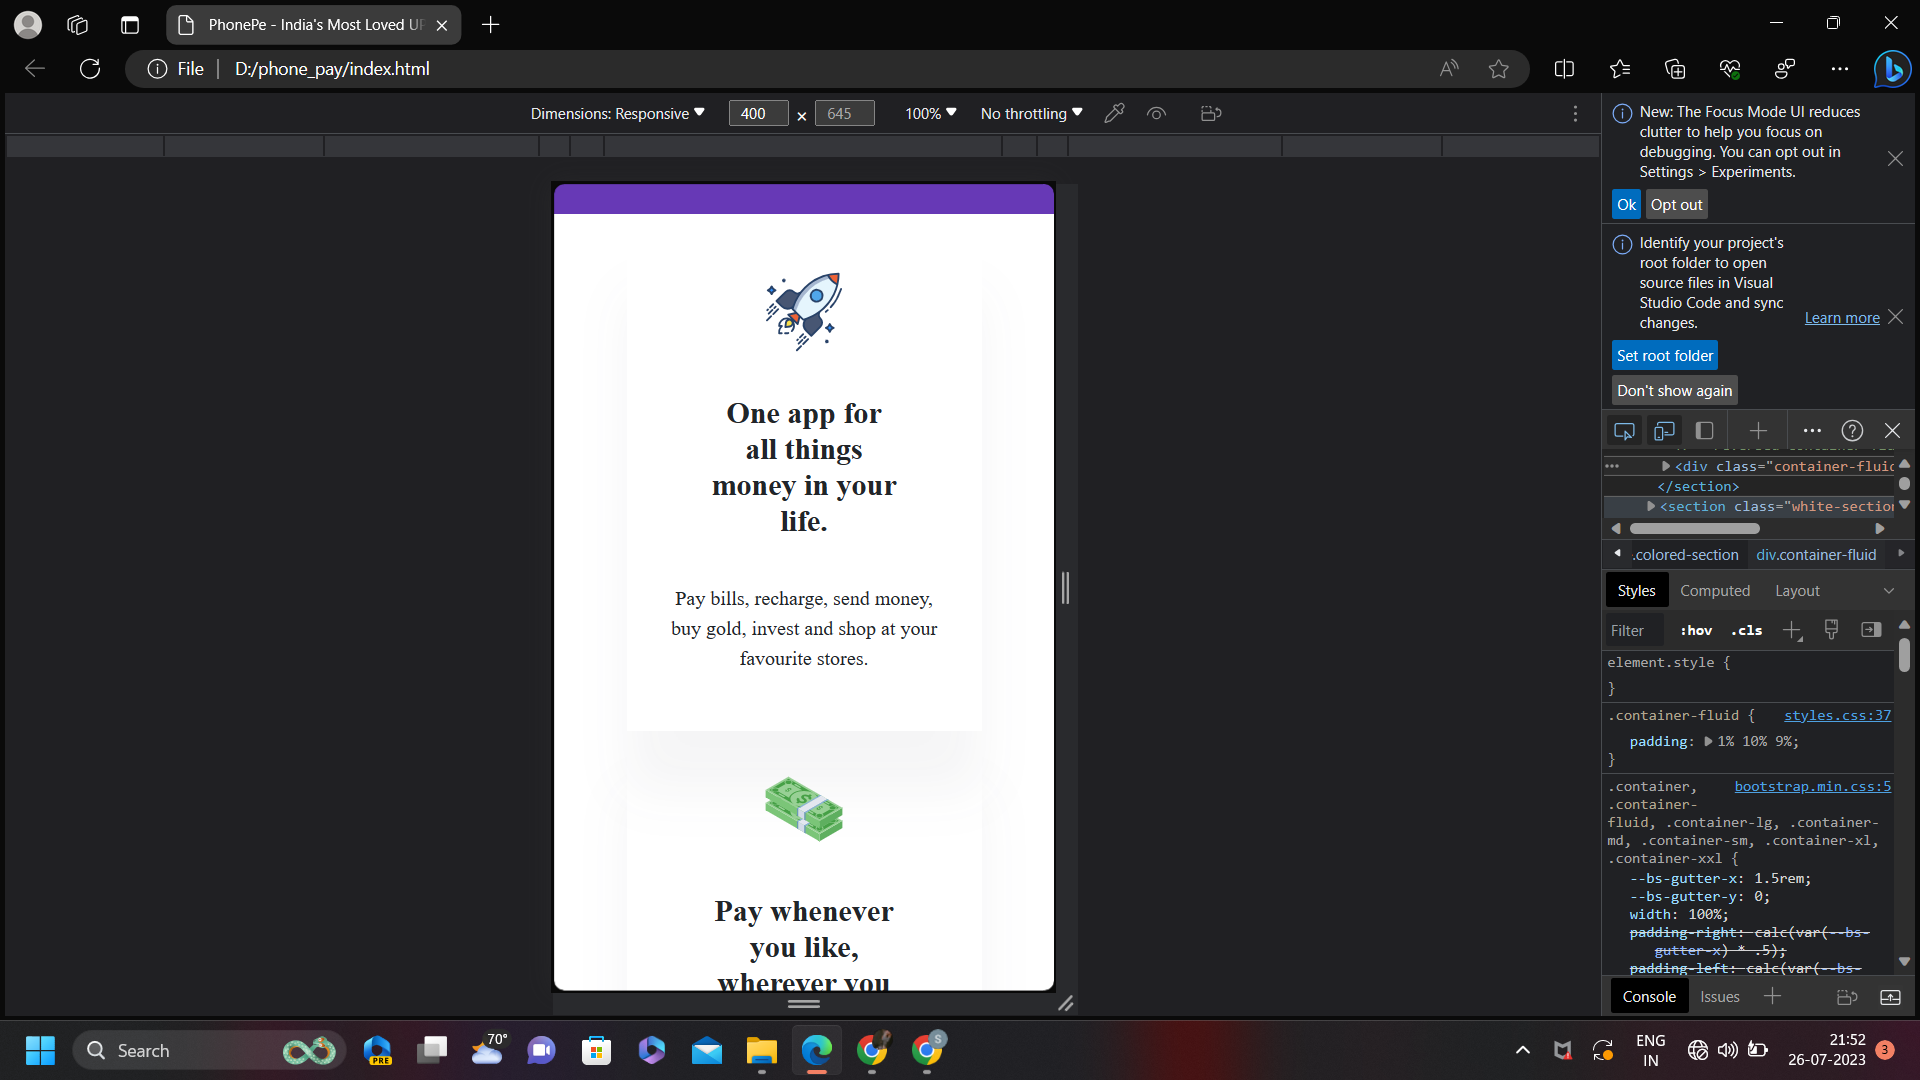 PhonePe - India's Most Loved UP
File
D:/phone_pay/index.html
Dimensions: Responsive
400 × 645
100%
No throttling
New: The Focus Mode UI reduces
clutter to help you focus on
debugging. You can opt out in
Settings > Experiments.
Ok
Opt out
Identify your project's
root folder to open
source files in Visual
Studio Code and sync
changes.
Learn more
Set root folder
Don't show again
One app for
all things
money in your
life.
Pay bills, recharge, send money,
buy gold, invest and shop at your
favourite stores.
Pay whenever
you like,
wherever you
<div class="container-fluid
</section>
<section class="white-section
.colored-section
div.container-fluid
Styles
Computed
Layout
Filter
:hov
.cls
element.style {
}
.container-fluid {
styles.css:37
padding: 1% 10% 9%;
}
.container,
bootstrap.min.css:5
.container-
fluid, .container-lg, .container-
md, .container-sm, .container-xl,
.container-xxl {
--bs-gutter-x: 1.5rem;
--bs-gutter-y: 0;
width: 100%;
padding-right: calc(var(--bs-
gutter-x) * .5);
padding-left: calc(var(--bs-
Console
Issues
Search
PRE
70°
S
ENG
IN
21:52
26-07-2023
3